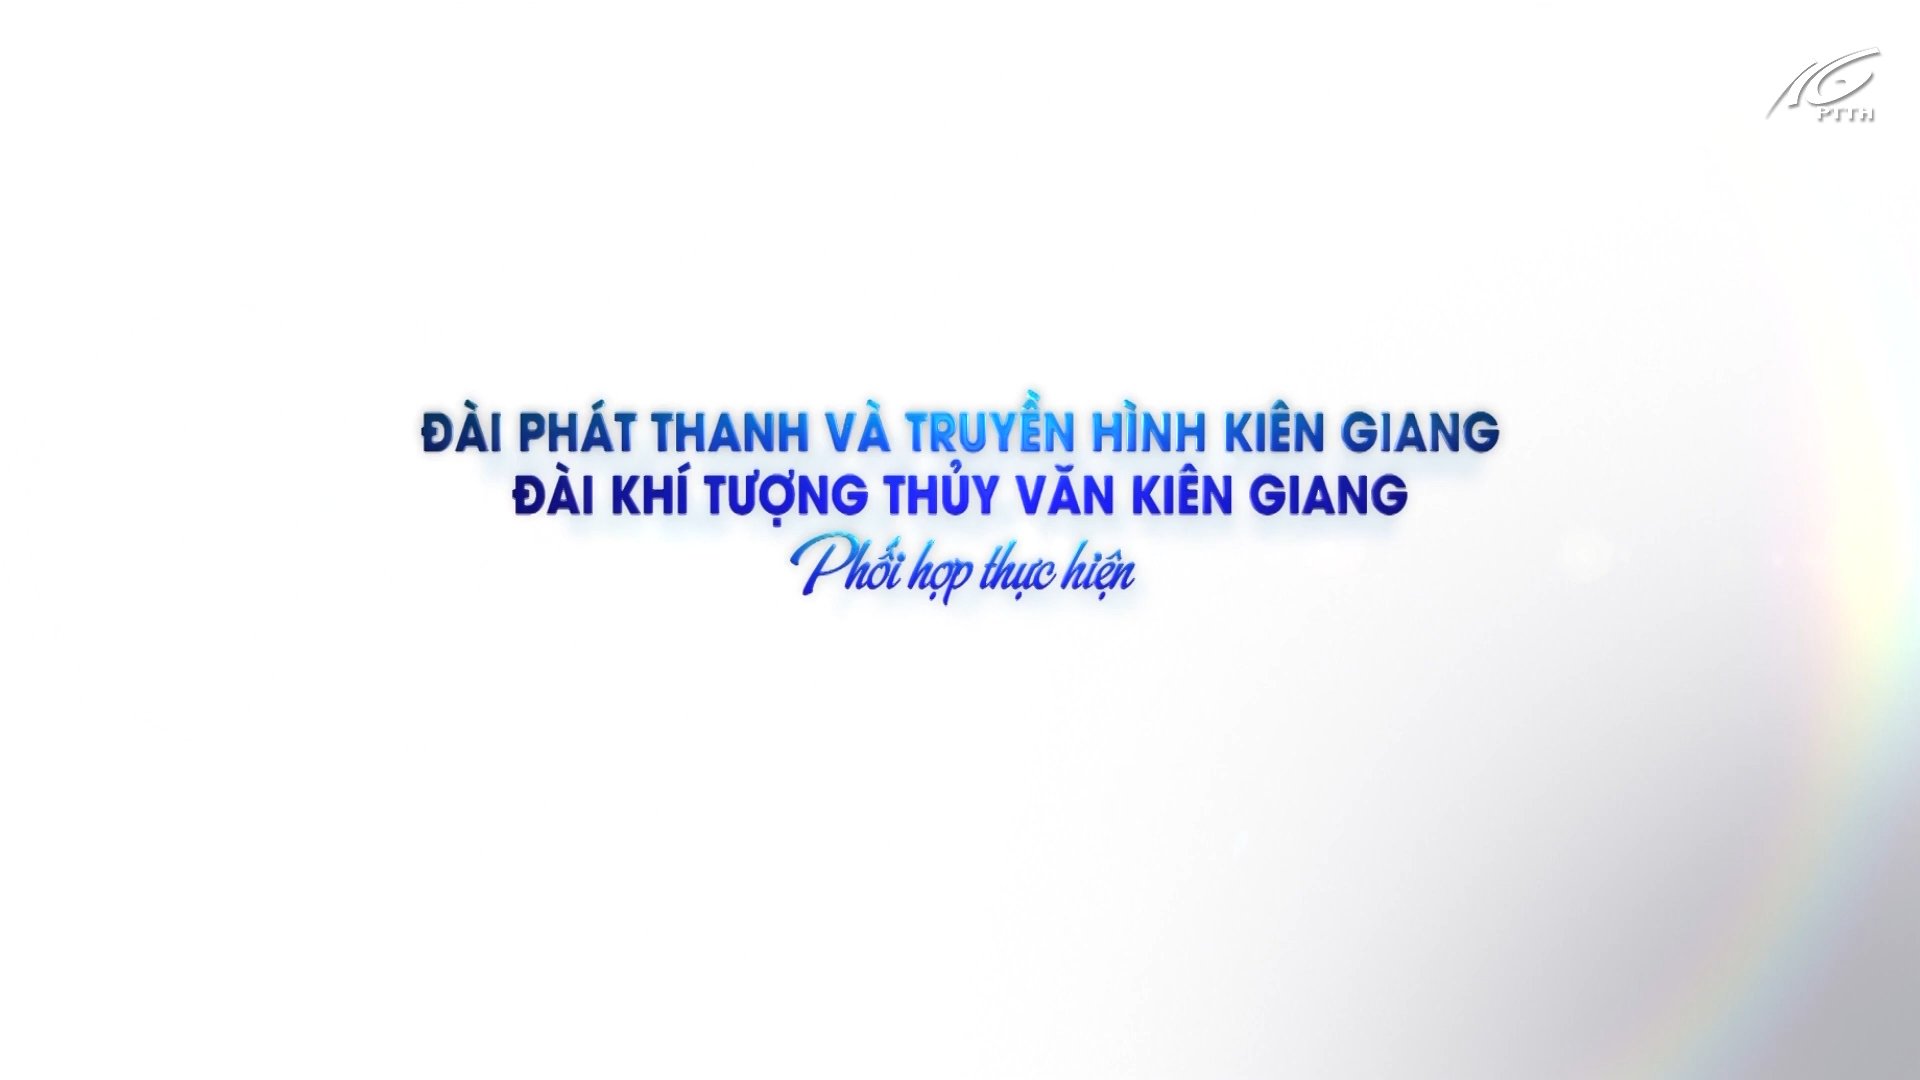 PTTH
ĐÀI PHÁT THANH VÀ TRUYỀN HÌNH KIÊN GIANG
ĐÀI KHÍ TƯỢNG THỦY VĂN KIÊN GIANG
Phối hợp thực hiện